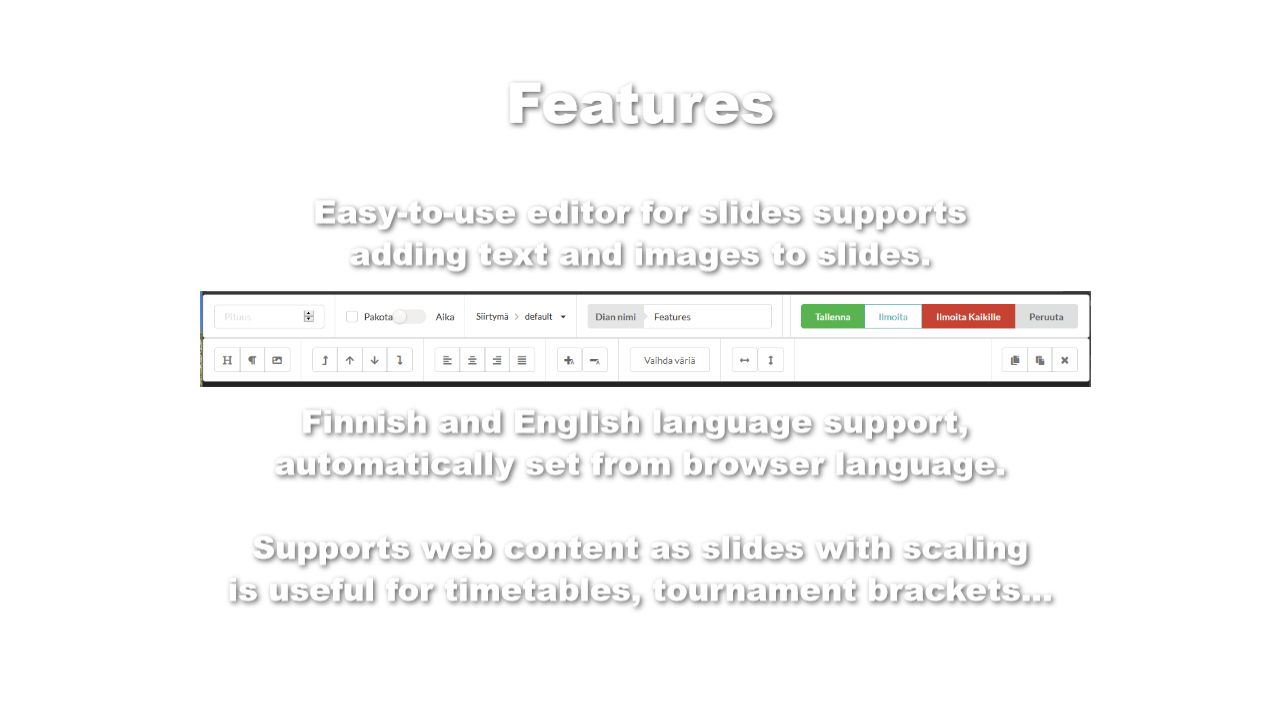 Features
Easy-to-use editor for slides supports
adding text and images to slides.
Pituus Pakota Aika Siirtymä default Dian nimi Features Tallenna Ilmoita Ilmoita Kaikille Peruuta
H ¶ A A Vaihda väriä
Finnish and English language support,
automatically set from browser language.
Supports web content as slides with scaling
is useful for timetables, tournament brackets...